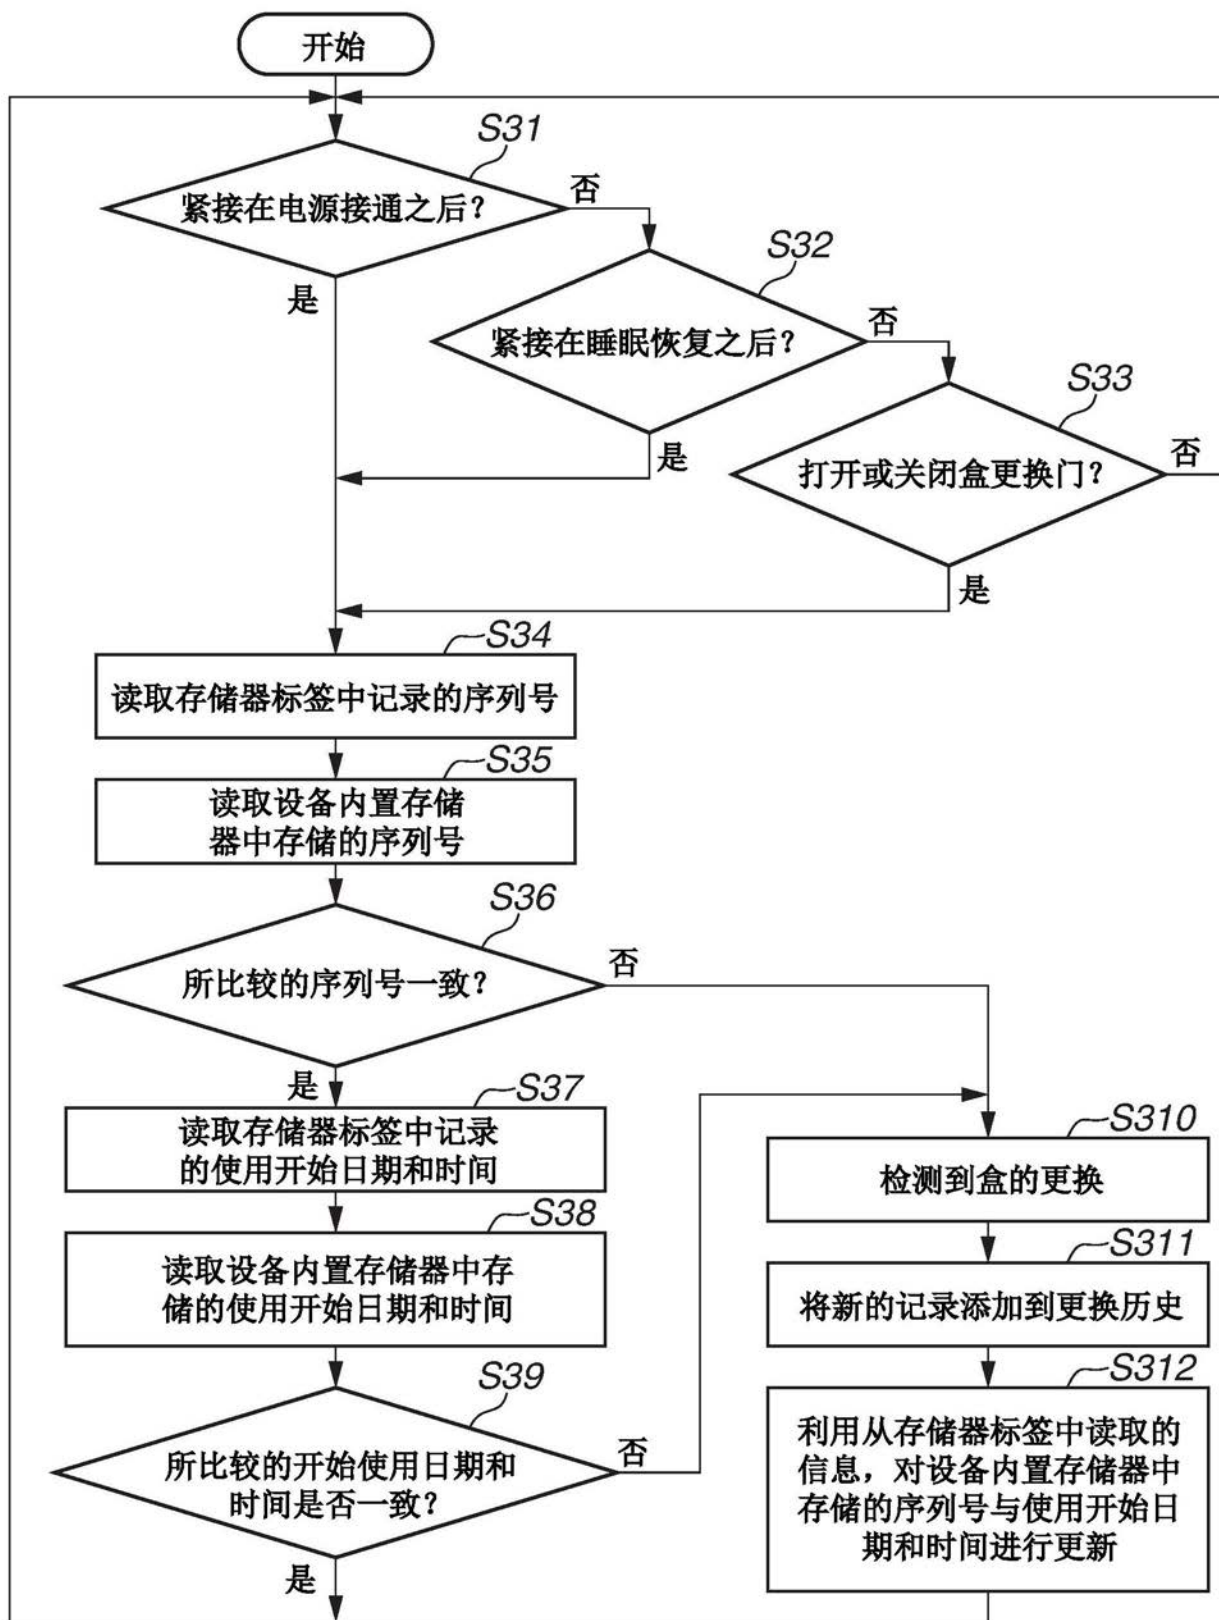 开始
S31
紧接在电源接通之后？
否
是
S32
紧接在睡眠恢复之后？
否
是
S33
打开或关闭盒更换门？
否
是
S34
读取存储器标签中记录的序列号
S35
读取设备内置存储
器中存储的序列号
S36
所比较的序列号一致？
否
是
S37
读取存储器标签中记录
的使用开始日期和时间
S38
读取设备内置存储器中存
储的使用开始日期和时间
S39
所比较的开始使用日期和
时间是否一致？
否
是
S310
检测到盒的更换
S311
将新的记录添加到更换历史
S312
利用从存储器标签中读取的
信息，对设备内置存储器中
存储的序列号与使用开始日
期和时间进行更新